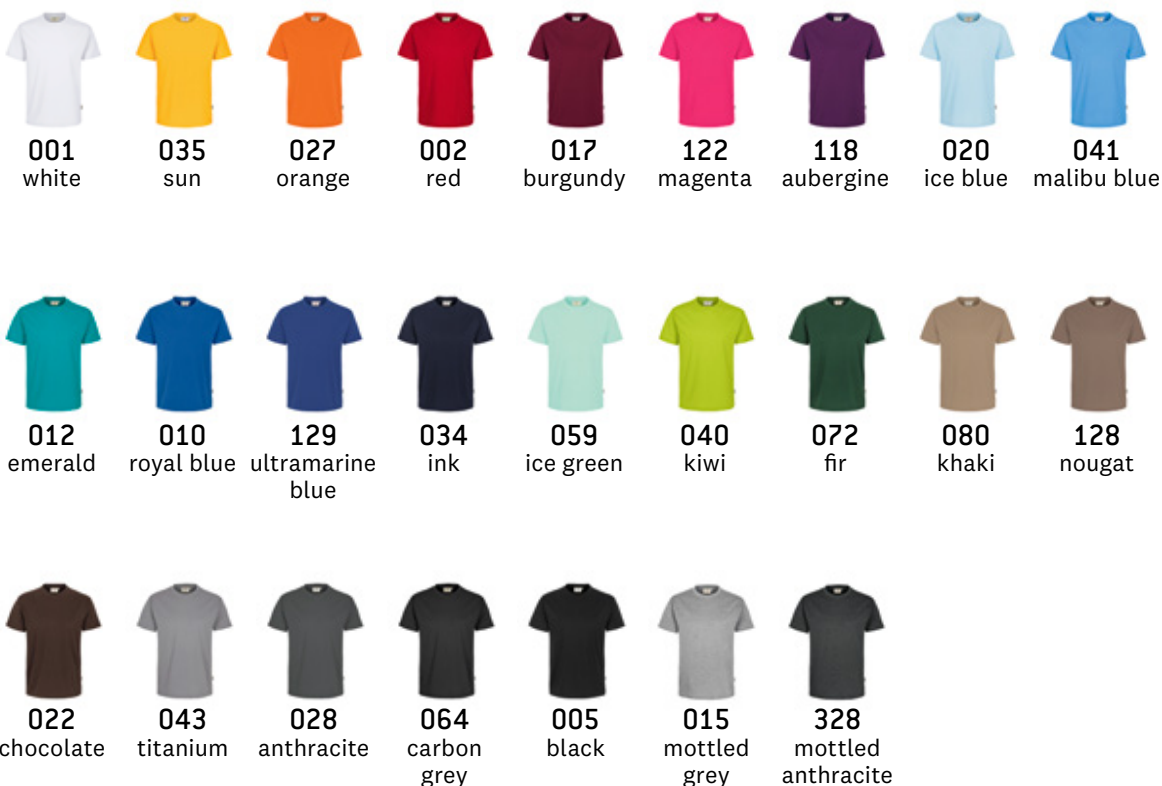 001
white
035
sun
027
orange
002
red
017
burgundy
122
magenta
118
aubergine
020
ice blue
041
malibu blue
012
emerald
010
royal blue
129
ultramarine
blue
034
ink
059
ice green
040
kiwi
072
fir
080
khaki
128
nougat
022
chocolate
043
titanium
028
anthracite
064
carbon
grey
005
black
015
mottled
grey
328
mottled
anthracite